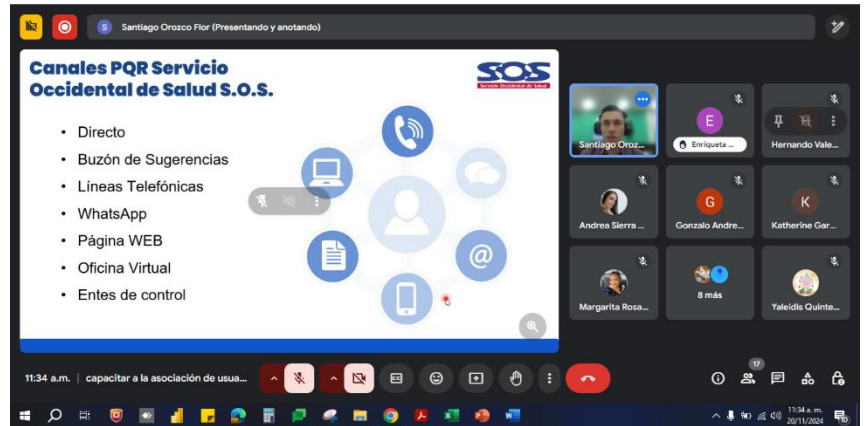 S
Santiago Orozco Flor (Presentando y anotando)
Canales PQR Servicio
Occidental de Salud S.O.S.
SOS
Servicio Occidental de Salud
• Directo
• Buzón de Sugerencias
• Líneas Telefónicas
• WhatsApp
• Página WEB
• Oficina Virtual
• Entes de control
@
Santiago Oroz...
E
Enriqueta ...
Hernando Vale...
Andrea Sierra ...
G
Gonzalo Andre...
K
Katherine Gar...
Margarita Rosa...
8 más
Yaleidis Quinte...
11:34 a.m. | capacitar a la asociación de usua...
17
11:34 a. m.
20/11/2024